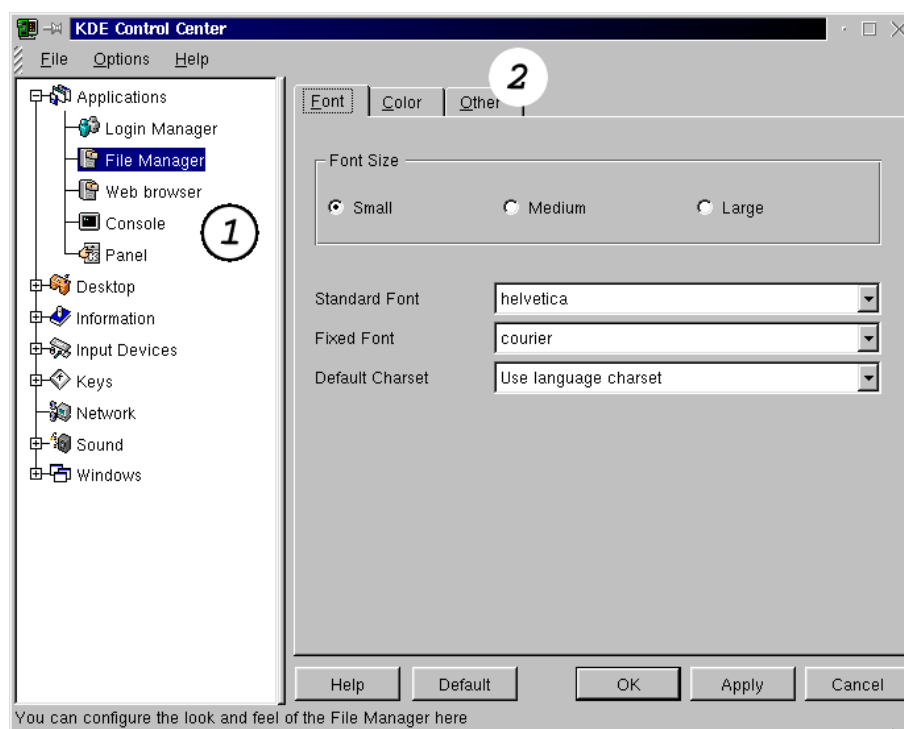 KDE Control Center
File Options Help
2
Font Color Other
Applications
Login Manager
File Manager
Web browser
Console
Panel
1
Desktop
Information
Input Devices
Keys
Network
Sound
Windows
Font Size
Small Medium Large
Standard Font helvetica
Fixed Font courier
Default Charset Use language charset
Help Default OK Apply Cancel
You can configure the look and feel of the File Manager here